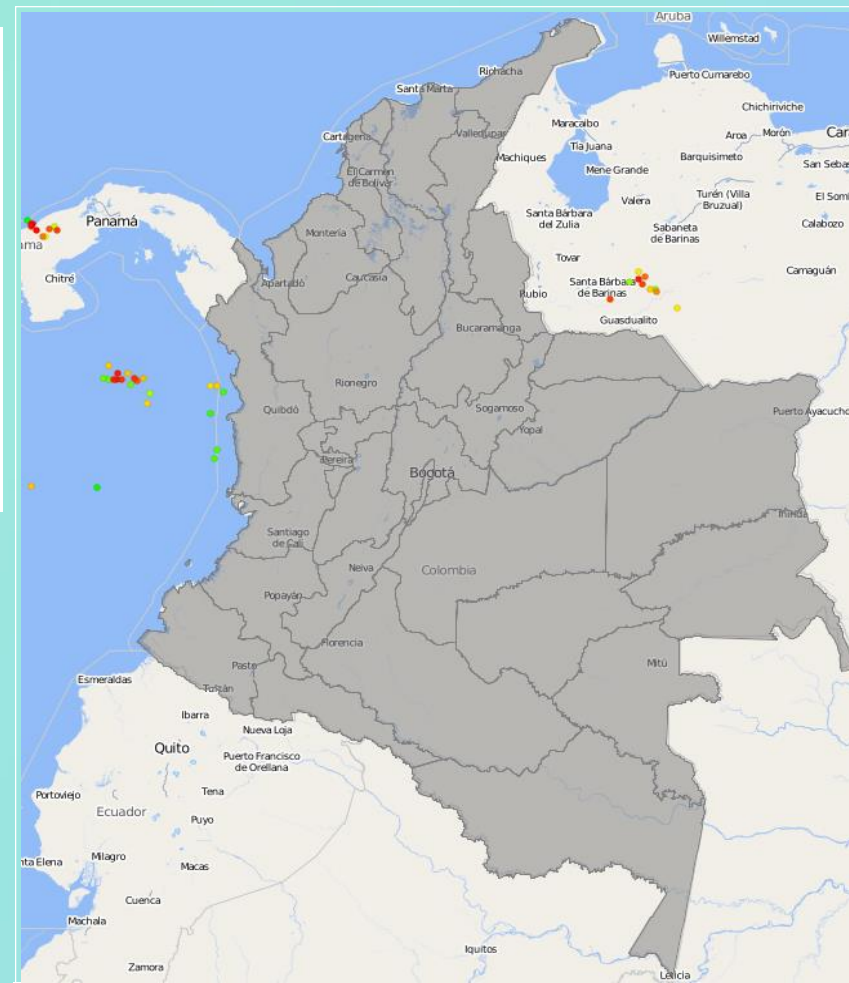 Aruba
Willemstad
Riohacha
Puerto Cumarebo
Santa Marta
Chichiriviche
Maracaibo
Cartagena
Valledupar
Aroa
Morón
Cara
Tía Juana
Machiques
Barquisimeto
Mene Grande
San Sebas
El Carmen
de Bolívar
Turén (Villa
Bruzual)
Valera
El Somb
Panamá
Santa Bárbara
del Zulia
Sabaneta
de Barinas
Calabozo
Montería
ama
Tovar
Camaguán
Chitré
Apartadó
Caucasia
Santa Bárbara
de Barinas
Rubio
Guasdualito
Bucaramanga
Rionegro
Quibdó
Sogamoso
Puerto Ayacucho
Yopal
Pereira
Bogotá
Inírida
Santiago
de Cali
Neiva
Colombia
Popayán
Florencia
Mitú
Pasto
Esmeraldas
Tulcán
Ibarra
Nueva Loja
Quito
Puerto Francisco
de Orellana
Portoviejo
Tena
Ecuador
Puyo
nta Elena
Milagro
Macas
Cuenca
Machala
Iquitos
Zamora
Leticia